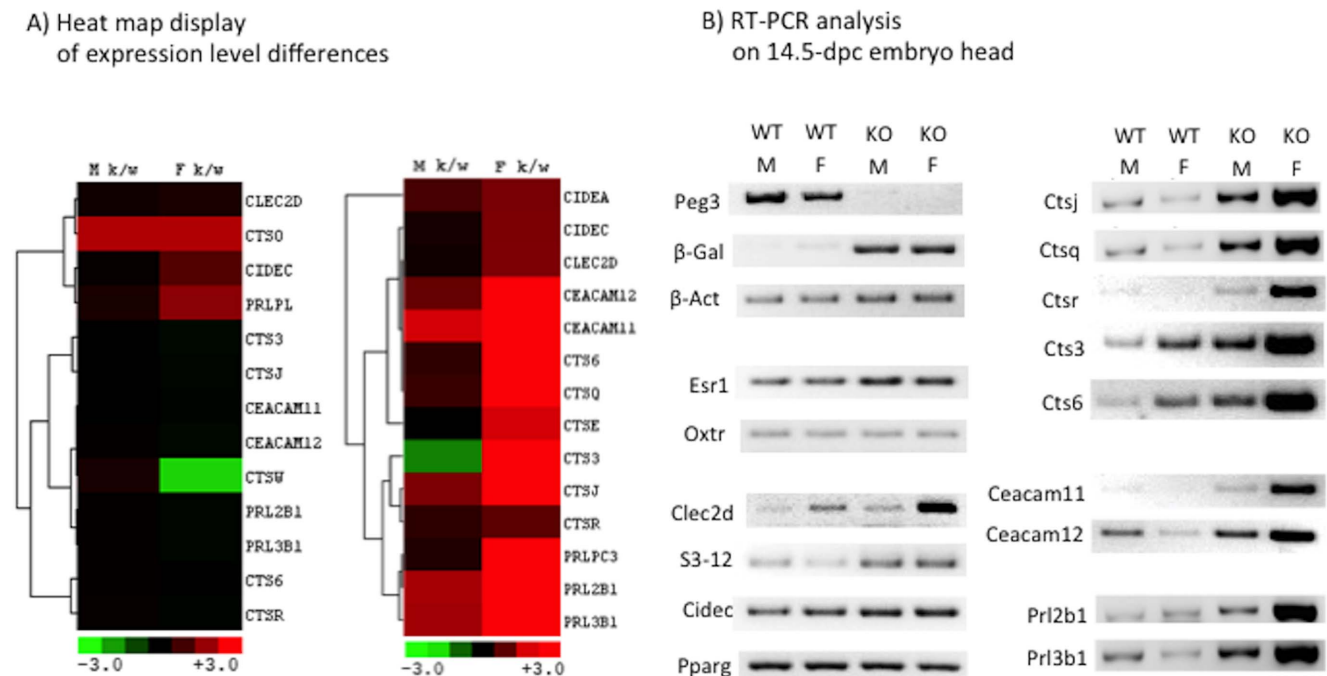 A) Heat map display
of expression level differences
M k/w F k/w
CLEC2D
CTSO
CIDEC
PRLPL
CTS3
CTSJ
CEACAM11
CEACAM12
CTSW
PRL2B1
PRL3B1
CTS6
CTSR
-3.0 +3.0
M k/w F k/w
CIDEA
CIDEC
CLEC2D
CEACAM12
CEACAM11
CTS6
CTSQ
CTSE
CTS3
CTSJ
CTSR
PRLPC3
PRL2B1
PRL3B1
-3.0 +3.0
B) RT-PCR analysis
on 14.5-dpc embryo head
WT WT KO KO
M F M F
Peg3
β-Gal
β-Act
Esr1
Oxtr
Clec2d
S3-12
Cidec
Pparg
WT WT KO KO
M F M F
Ctsj
Ctsq
Ctsr
Cts3
Cts6
Ceacam11
Ceacam12
Prl2b1
Prl3b1